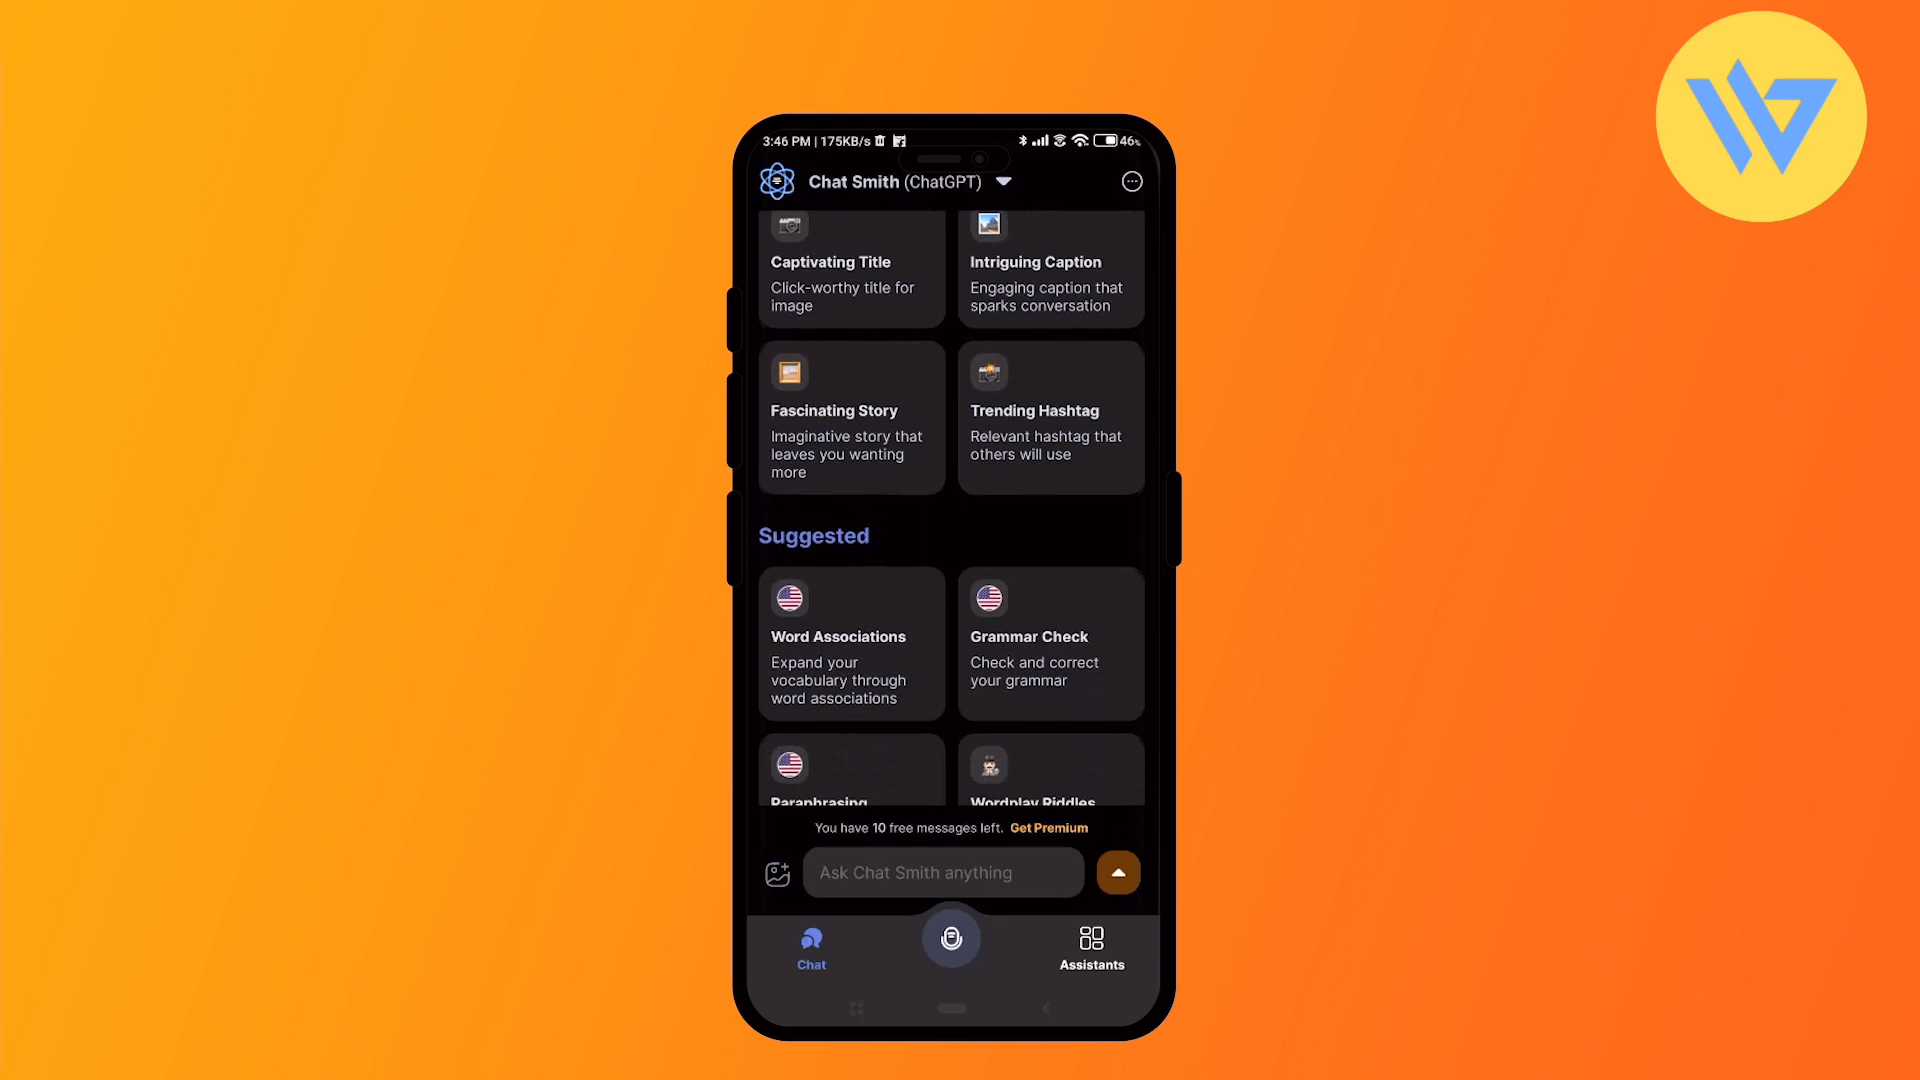 3:46 PM | 175KB/s
46%
Chat Smith (ChatGPT)
Captivating Title
Click-worthy title for
image
Intriguing Caption
Engaging caption that
sparks conversation
Fascinating Story
Imaginative story that
leaves you wanting
more
Trending Hashtag
Relevant hashtag that
others will use
Suggested
Word Associations
Expand your
vocabulary through
word associations
Grammar Check
Check and correct
your grammar
Paraphrasing
Wordplay Riddles
You have 10 free messages left. Get Premium
Ask Chat Smith anything
Chat
Assistants